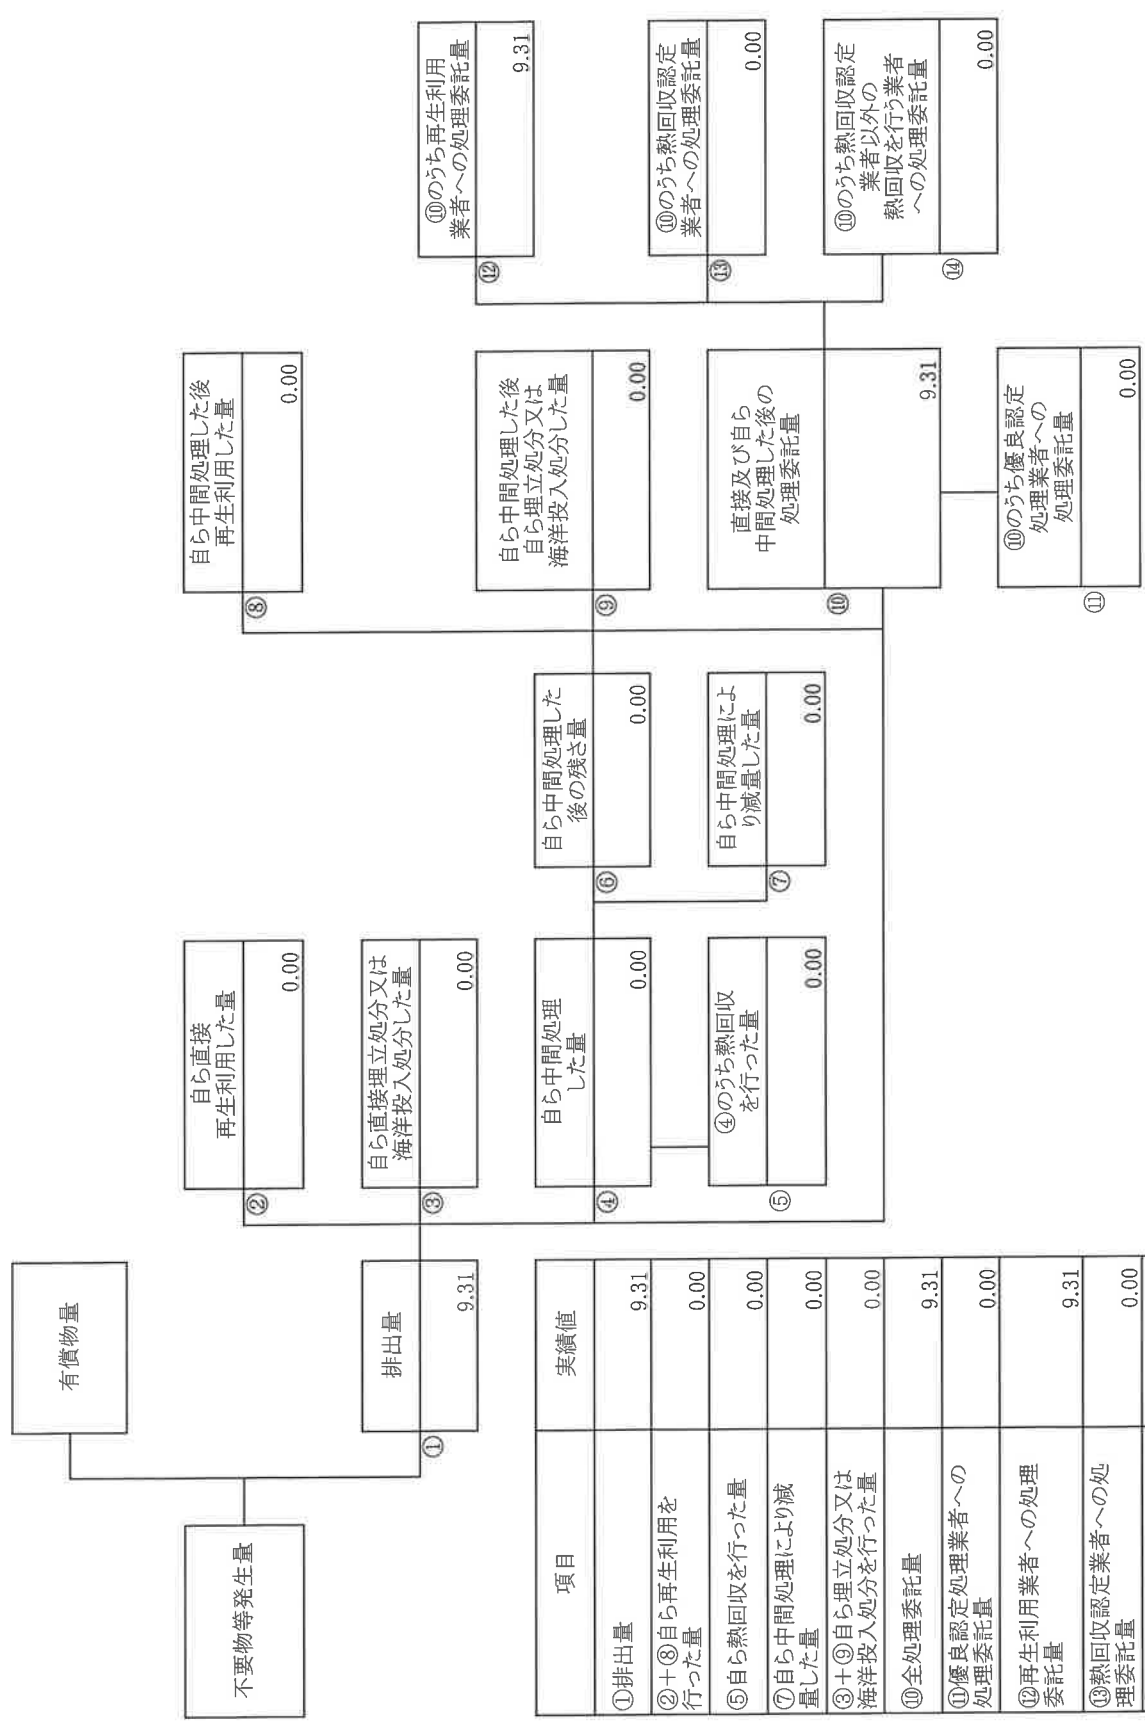 不要物等発生量
有償物量
①
排出量
9.31
②
自ら直接
再生利用した量
0.00
③
自ら直接埋立処分又は
海洋投入処分した量
0.00
④
自ら中間処理
した量
0.00
⑤
④のうち熱回収
を行った量
0.00
⑥
自ら中間処理した
後の残さ量
0.00
⑦
自ら中間処理によ
り減量した量
0.00
⑧
自ら中間処理した後
再生利用した量
0.00
⑨
自ら中間処理した後
自ら埋立処分又は
海洋投入処分した量
0.00
⑩
直接及び自ら
中間処理した後の
処理委託量
9.31
⑪
⑩のうち優良認定
処理業者への
処理委託量
0.00
⑫
⑩のうち再生利用
業者への処理委託量
9.31
⑬
⑩のうち熱回収認定
業者への処理委託量
0.00
⑭
⑩のうち熱回収認定
業者以外の
熱回収を行う業者
への処理委託量
0.00
項目 実績値
①排出量 9.31
②+⑧自ら再生利用を
行った量 0.00
⑤自ら熱回収を行った量 0.00
⑦自ら中間処理により減
量した量 0.00
③+⑨自ら埋立処分又は
海洋投入処分を行った量 0.00
⑩全処理委託量 9.31
⑪優良認定処理業者への
処理委託量 0.00
⑫再生利用業者への処理
委託量 9.31
⑬熱回収認定業者への処
理委託量 0.00